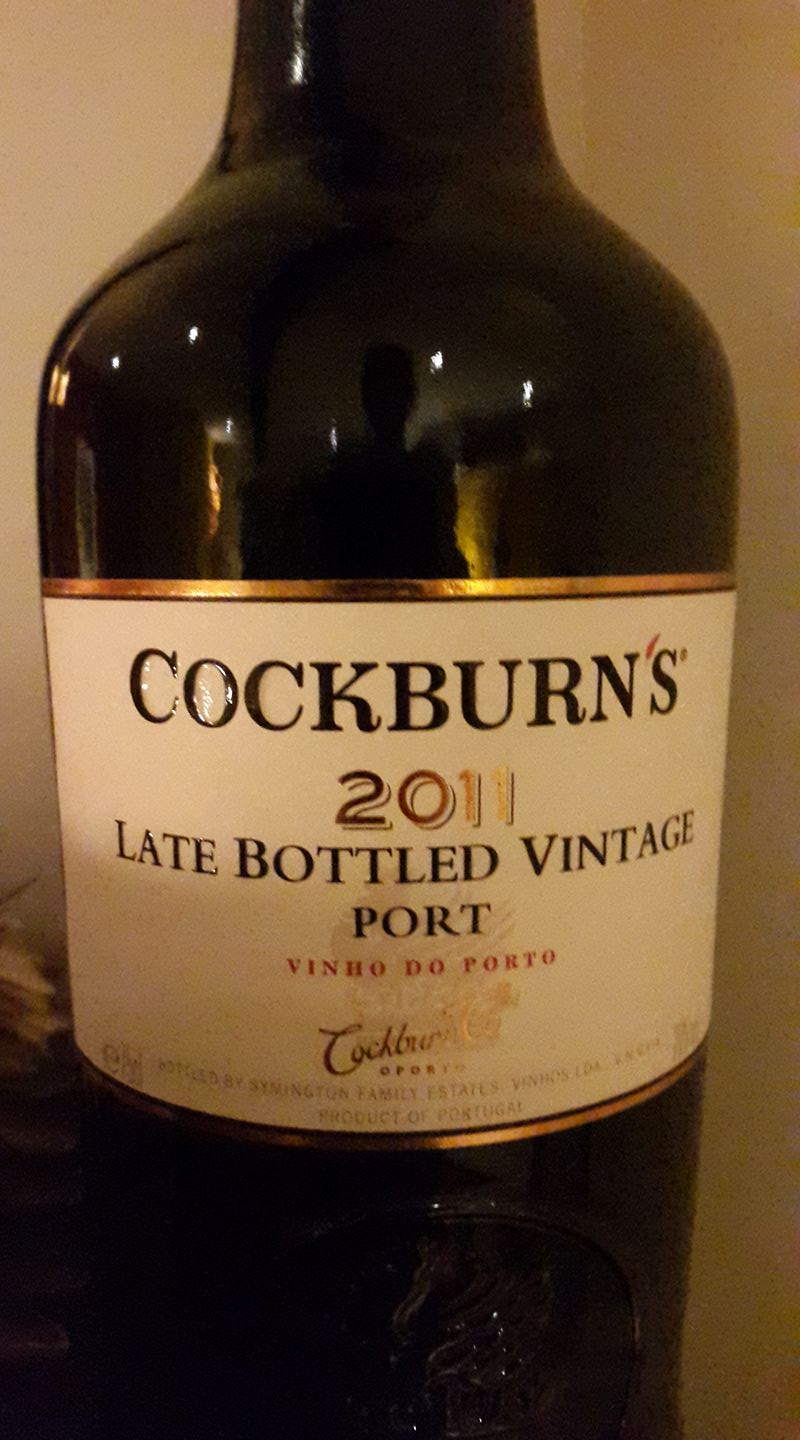 COCKBURN'S®
2011
LATE BOTTLED VINTAGE
PORT
VINHO DO PORTO
Cockburn
OPORTO
BOTTLED BY SYMINGTON FAMILY ESTATES, VINHOS LDA.
PRODUCT OF PORTUGAL